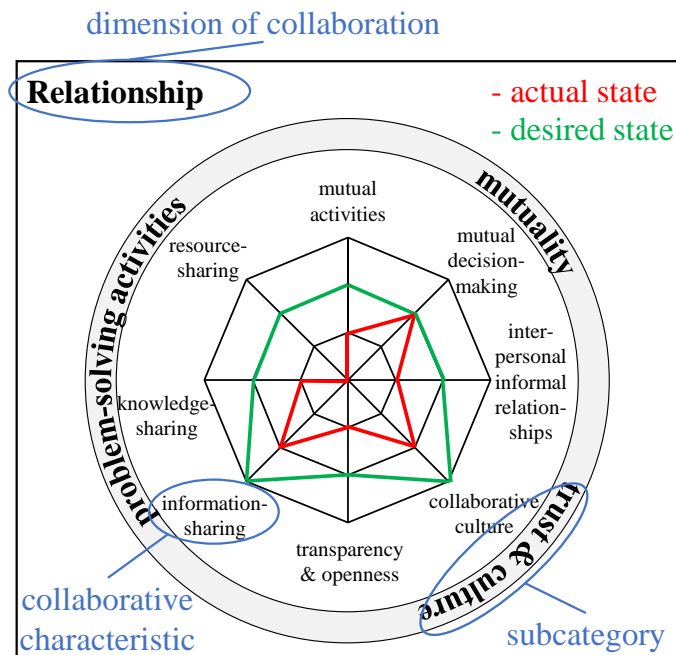 dimension of collaboration
Relationship
- actual state
- desired state
mutuality
problem-solving activities
trust & culture
mutual
activities
mutual
decision-
making
resource-
sharing
inter-
personal
informal
relation-
ships
knowledge-
sharing
information-
sharing
collaborative
culture
transparency
& openness
collaborative
characteristic
subcategory